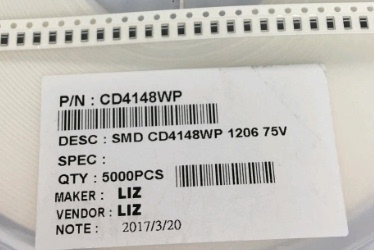 P/N : CD4148WP
DESC : SMD CD4148WP 1206 75V
SPEC :
QTY : 5000PCS
MAKER : LIZ
VENDOR : LIZ
NOTE : 2017/3/20